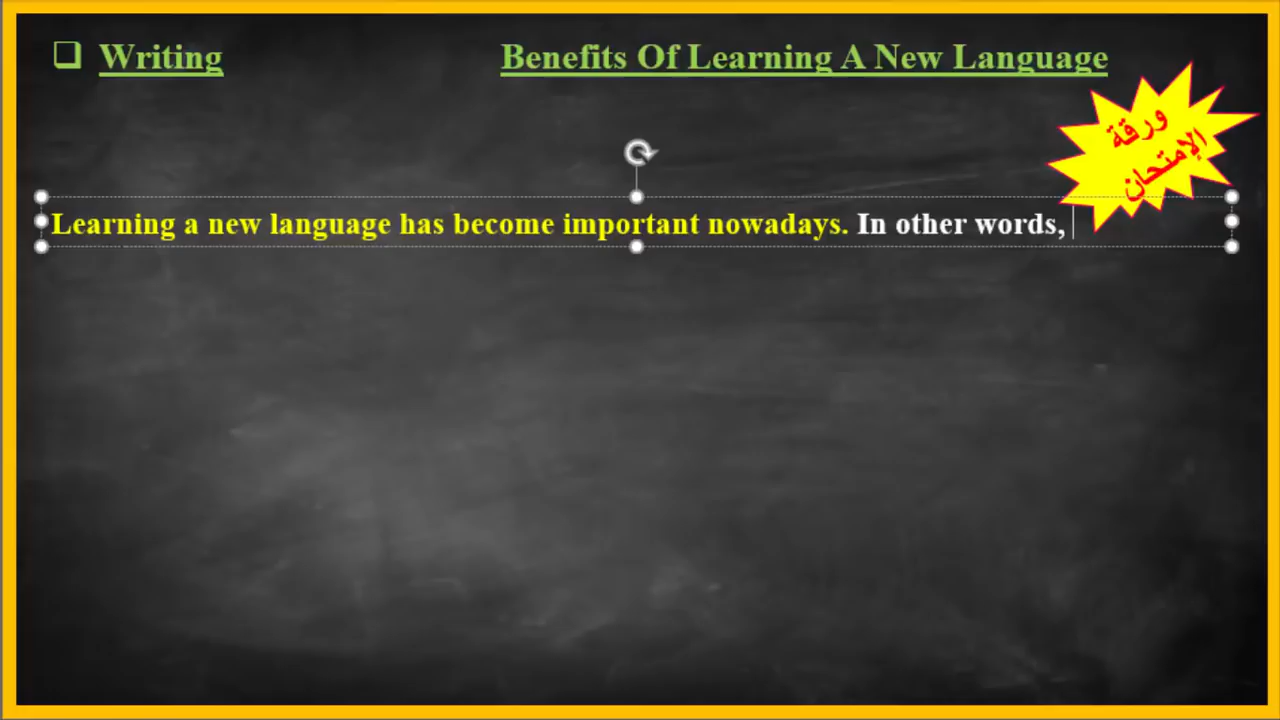 ❑ Writing
Benefits Of Learning A New Language
ورقة
الإمتحان
Learning a new language has become important nowadays. In other words,